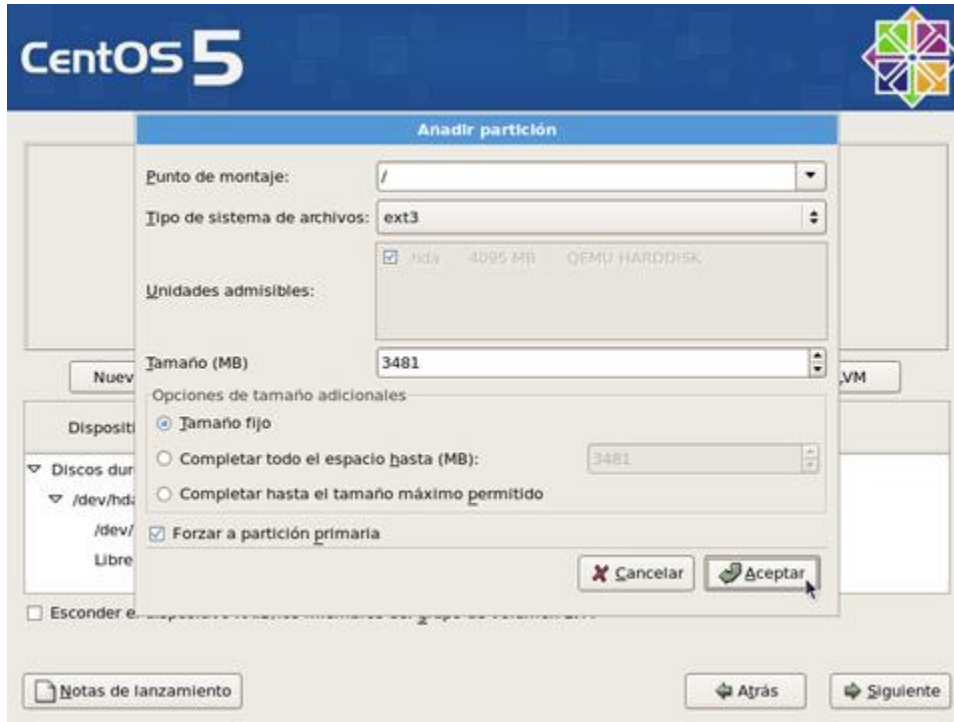 CentOS 5
Añadir partición
Punto de montaje: /
Tipo de sistema de archivos: ext3
hda 4095 MB QEMU HARDDISK
Unidades admisibles:
Tamaño (MB) 3481
Nuev VM
Opciones de tamaño adicionales
Tamaño fijo
Completar todo el espacio hasta (MB): 3481
Completar hasta el tamaño máximo permitido
Forzar a partición primaria
Dispositi
Discos dur
/dev/hda
/dev/
Libre
Cancelar Aceptar
Esconder e
Notas de lanzamiento Atrás Siguiente